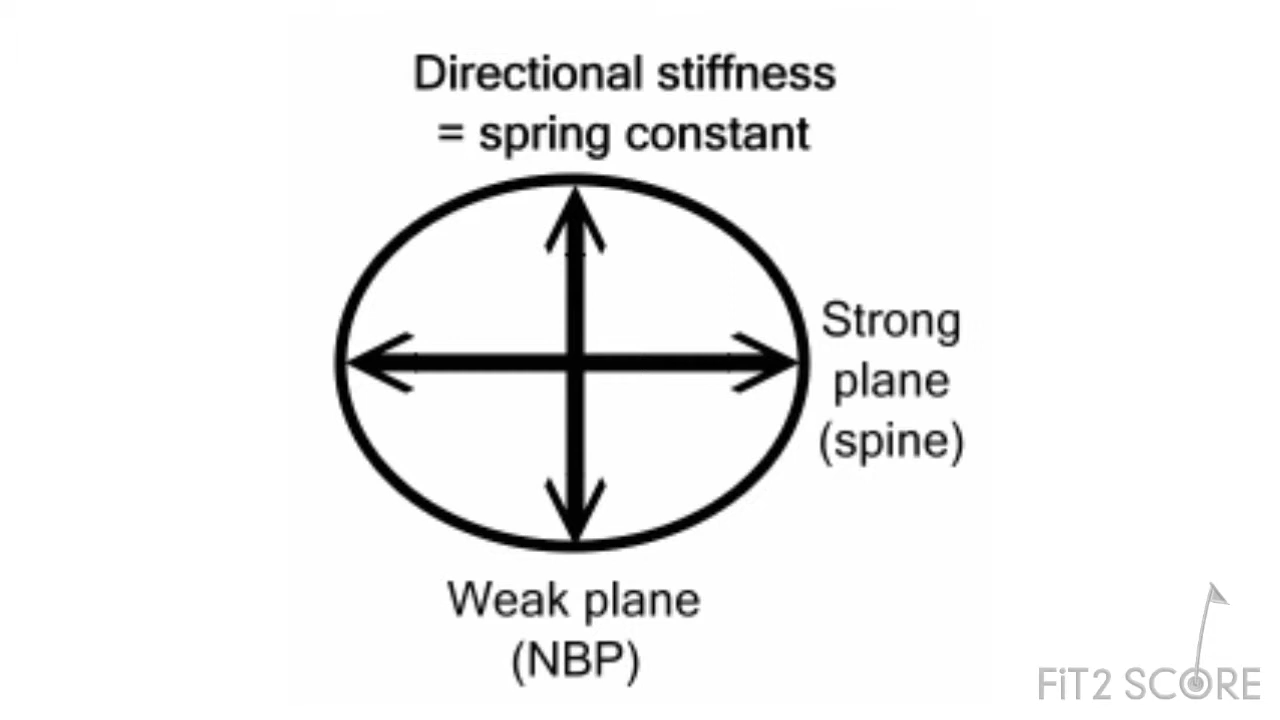 Directional stiffness
= spring constant
Strong
plane
(spine)
Weak plane
(NBP)
FiT2 SCORE